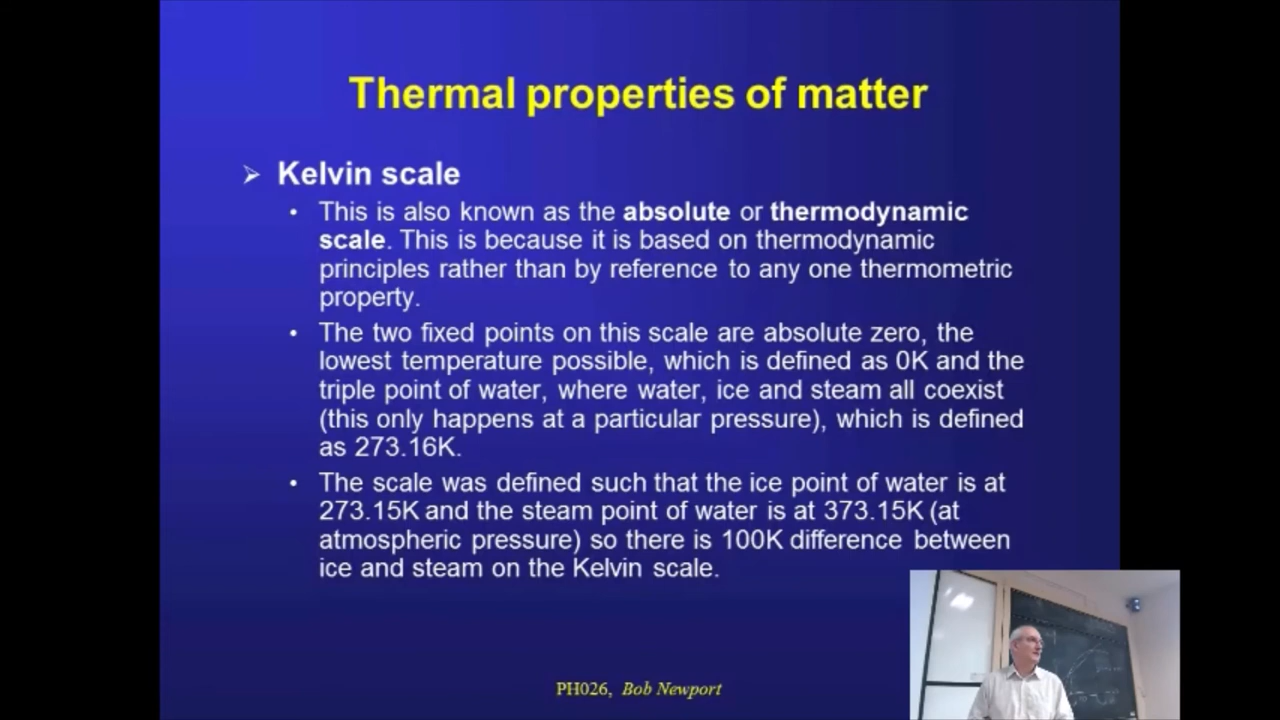 Thermal properties of matter
➢ Kelvin scale
• This is also known as the absolute or thermodynamic
scale. This is because it is based on thermodynamic
principles rather than by reference to any one thermometric
property.
• The two fixed points on this scale are absolute zero, the
lowest temperature possible, which is defined as 0K and the
triple point of water, where water, ice and steam all coexist
(this only happens at a particular pressure), which is defined
as 273.16K.
• The scale was defined such that the ice point of water is at
273.15K and the steam point of water is at 373.15K (at
atmospheric pressure) so there is 100K difference between
ice and steam on the Kelvin scale.
PH026, Bob Newport